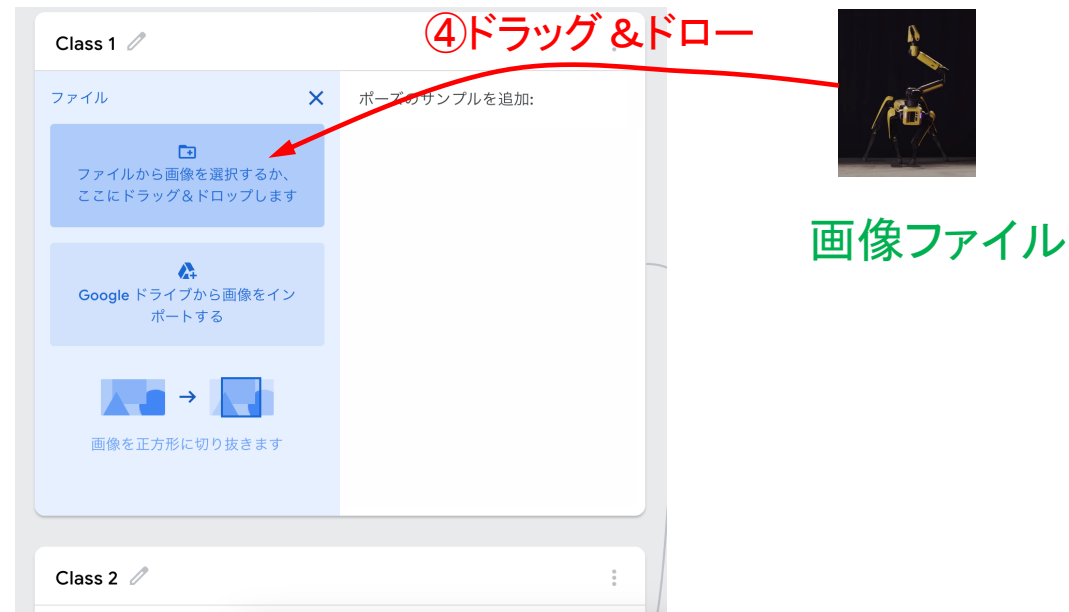 Class 1
④ドラッグ&ドロー
ファイル
ポーズのサンプルを追加:
ファイルから画像を選択するか、
ここにドラッグ&ドロップします
Google ドライブから画像をイン
ポートする
画像を正方形に切り抜きます
Class 2
画像ファイル